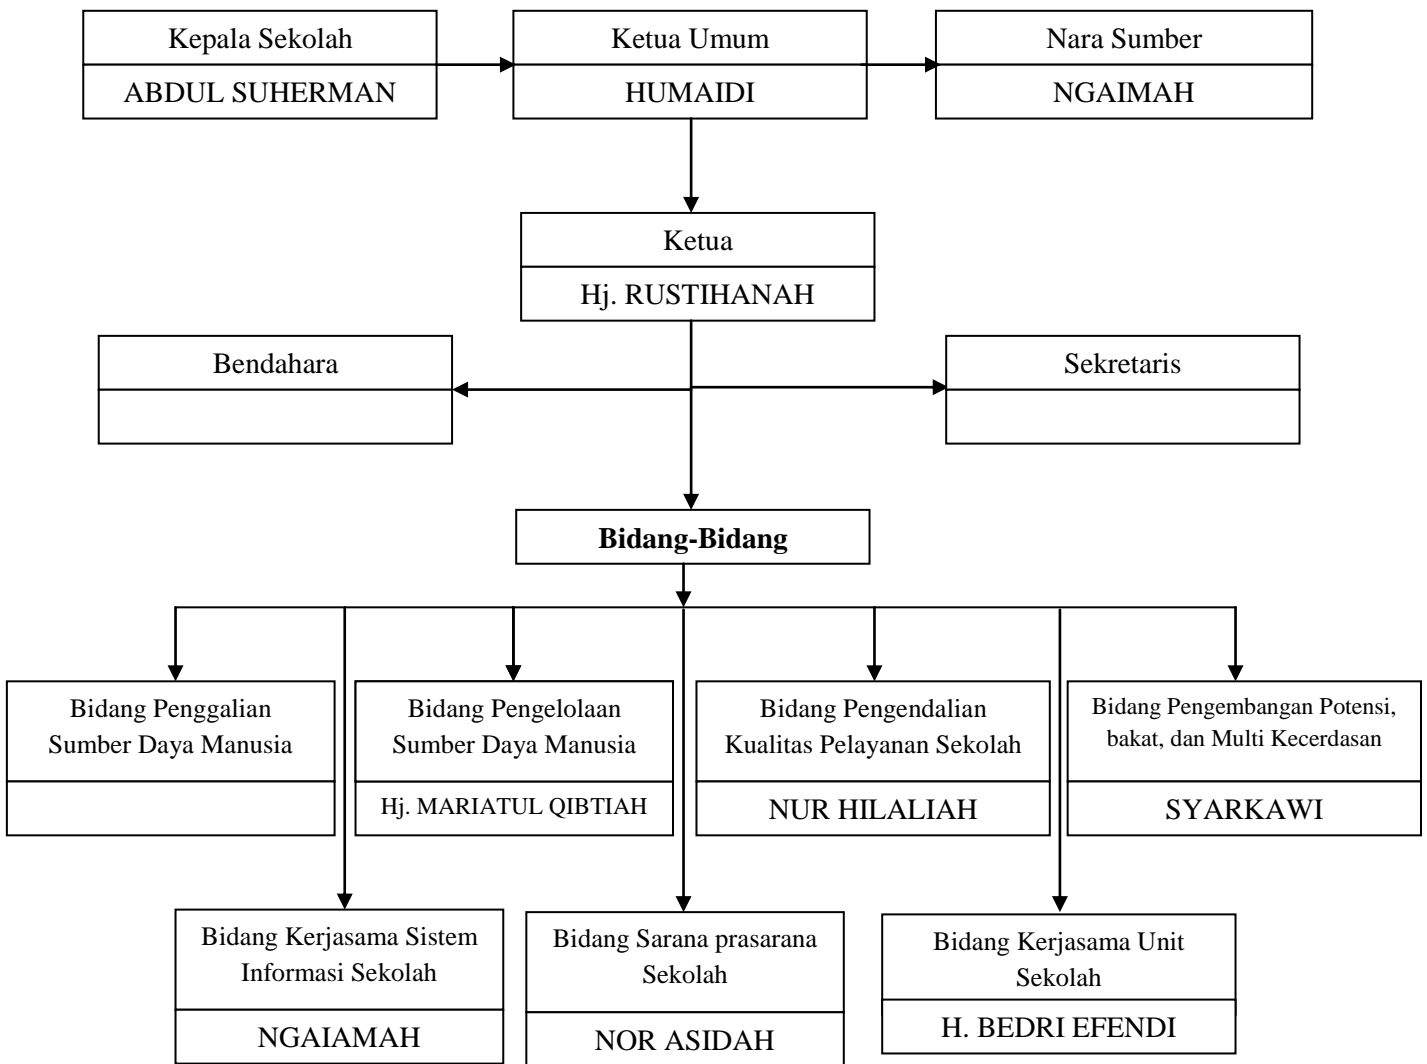 Kepala Sekolah
ABDUL SUHERMAN
Ketua Umum
HUMAIDI
Nara Sumber
NGAIMAH
Ketua
Hj. RUSTIHANAH
Bendahara
Sekretaris
Bidang-Bidang
Bidang Penggalian
Sumber Daya Manusia
Bidang Pengelolaan
Sumber Daya Manusia
Hj. MARIATUL QIBTIAH
Bidang Pengendalian
Kualitas Pelayanan Sekolah
NUR HILALIAH
Bidang Pengembangan Potensi,
bakat, dan Multi Kecerdasan
SYARKAWI
Bidang Kerjasama Sistem
Informasi Sekolah
NGAIAMAH
Bidang Sarana prasarana
Sekolah
NOR ASIDAH
Bidang Kerjasama Unit
Sekolah
H. BEDRI EFENDI